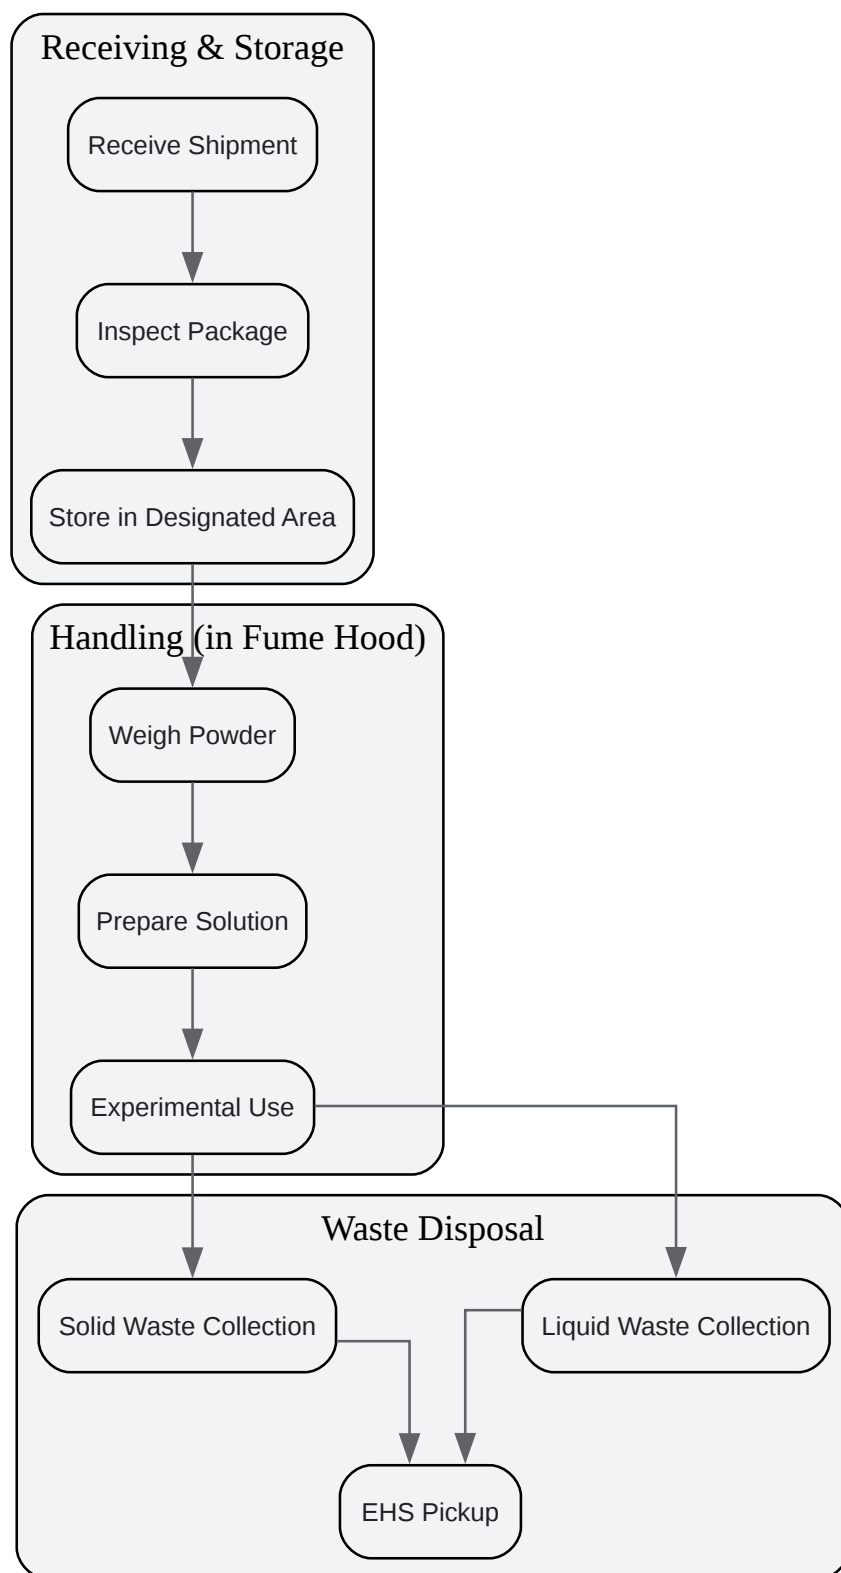 Receiving & Storage
Receive Shipment
Inspect Package
Store in Designated Area
Handling (in Fume Hood)
Weigh Powder
Prepare Solution
Experimental Use
Waste Disposal
Solid Waste Collection
Liquid Waste Collection
EHS Pickup